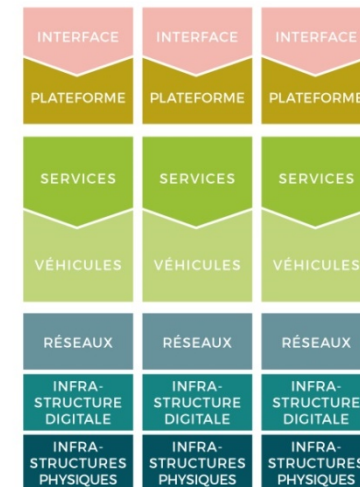 INTERFACE INTERFACE INTERFACE
PLATEFORME PLATEFORME PLATEFORME
SERVICES SERVICES SERVICES
VÉHICULES VÉHICULES VÉHICULES
RÉSEAUX RÉSEAUX RÉSEAUX
INFRA- INFRA- INFRA-
STRUCTURE STRUCTURE STRUCTURE
DIGITALE DIGITALE DIGITALE
INFRA- INFRA- INFRA-
STRUCTURES STRUCTURES STRUCTURES
PHYSIQUES PHYSIQUES PHYSIQUES